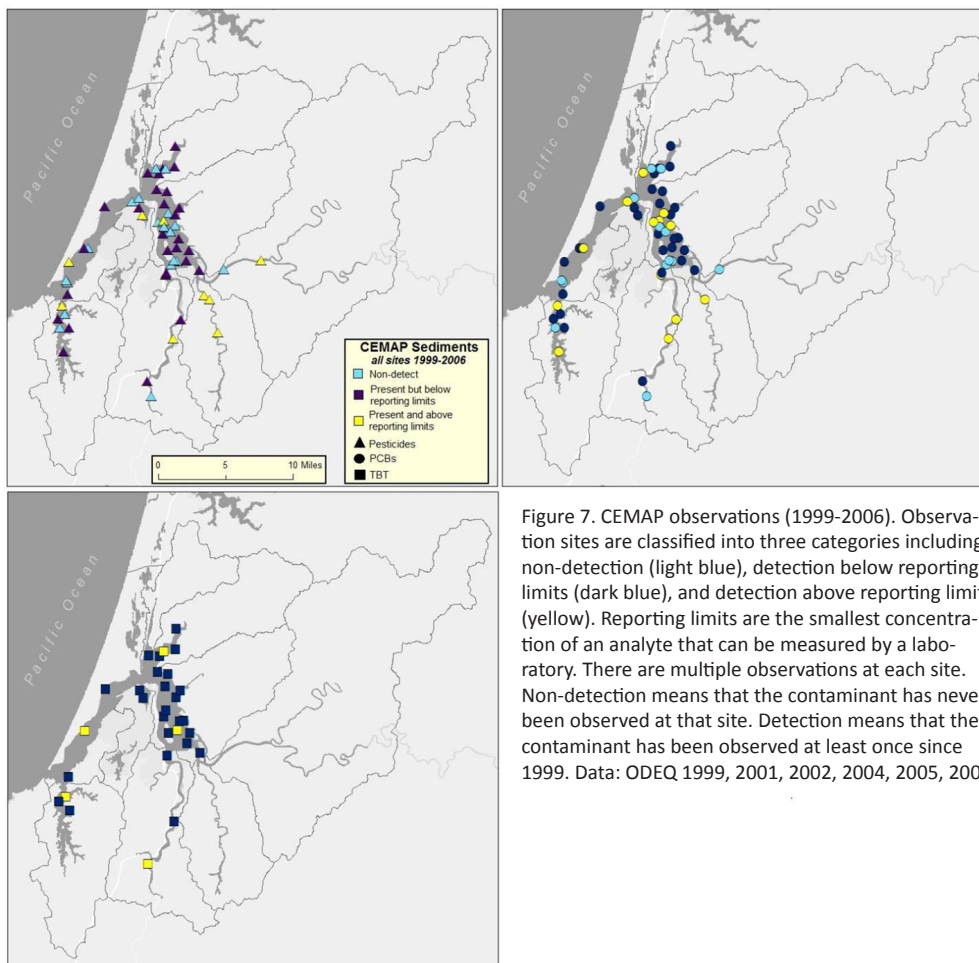 Pacific Ocean
Pacific Ocean
CEMAP Sediments
all sites 1999-2006
Non-detect
Present but below
reporting limits
Present and above
reporting limits
Pesticides
PCBs
TBT
0 5 10 Miles
Pacific Ocean
Figure 7. CEMAP observations (1999-2006). Observa-
tion sites are classified into three categories including
non-detection (light blue), detection below reporting
limits (dark blue), and detection above reporting limit
(yellow). Reporting limits are the smallest concentra-
tion of an analyte that can be measured by a labo-
ratory. There are multiple observations at each site.
Non-detection means that the contaminant has neve
been observed at that site. Detection means that the
contaminant has been observed at least once since
1999. Data: ODEQ 1999, 2001, 2002, 2004, 2005, 200